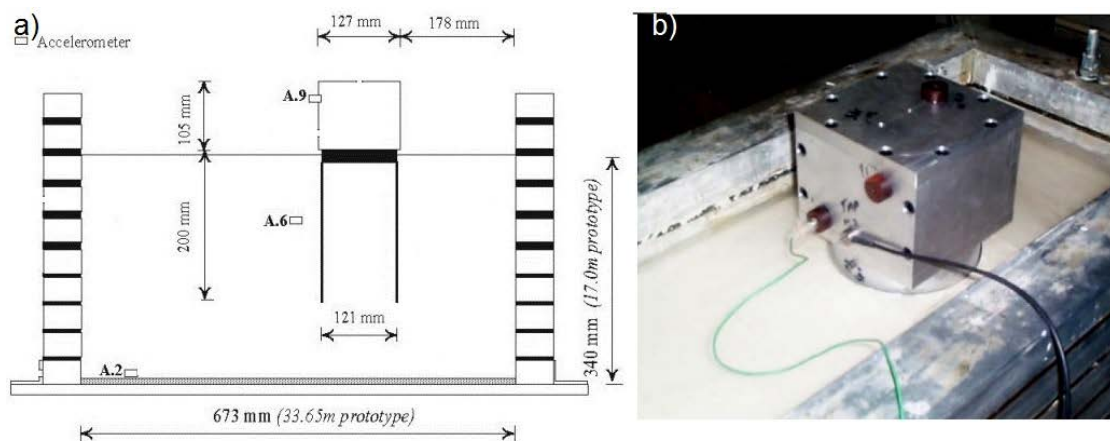 a)
Accelerometer
127 mm
178 mm
A.9
105 mm
A.6
200 mm
121 mm
A.2
340 mm (17.0m prototype)
673 mm (33.65m prototype)
b)